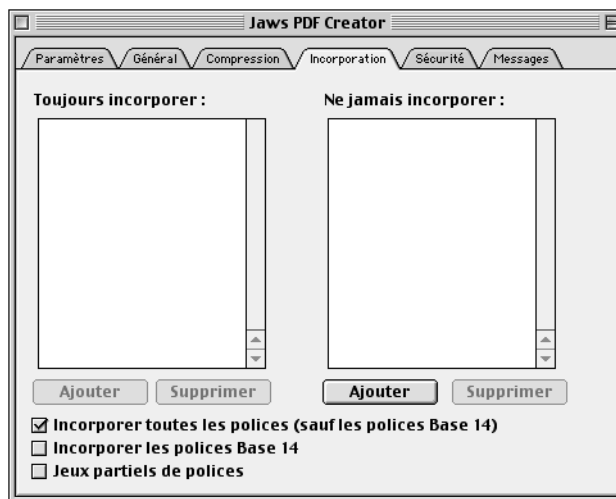 Jaws PDF Creator
Paramètres Général Compression Incorporation Sécurité Messages
Toujours incorporer : Ne jamais incorporer :
Ajouter Supprimer Ajouter Supprimer
Incorporer toutes les polices (sauf les polices Base 14)
Incorporer les polices Base 14
Jeux partiels de polices